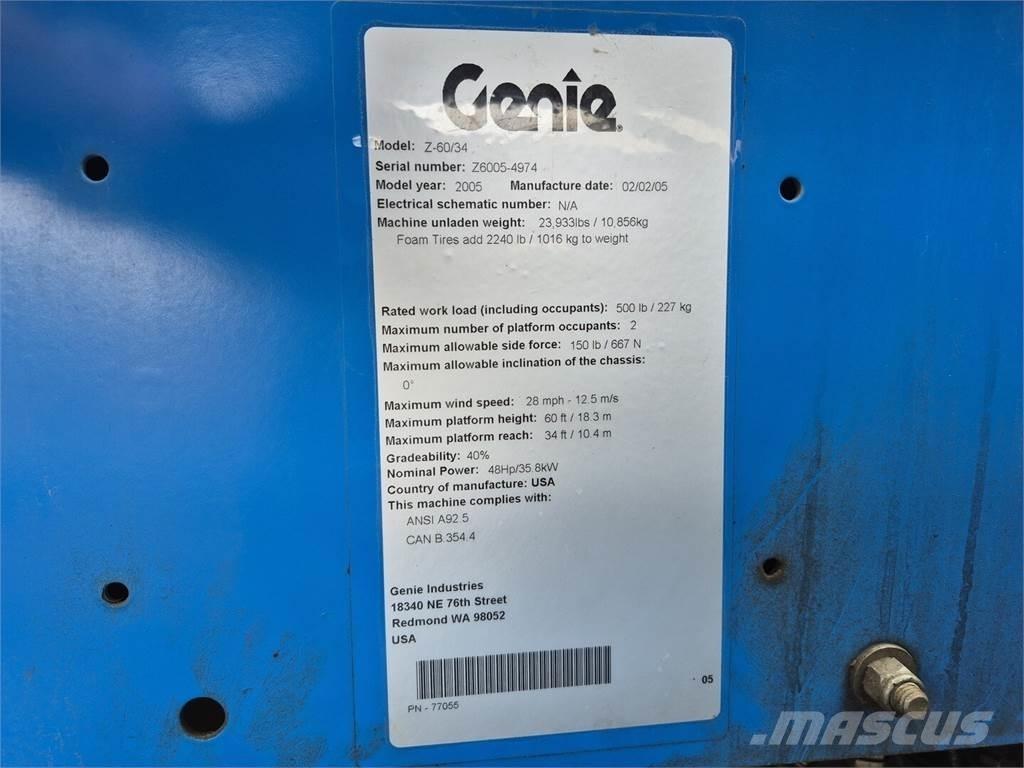 Genie
Model: Z-60/34
Serial number: Z6005-4974
Model year: 2005 Manufacture date: 02/02/05
Electrical schematic number: N/A
Machine unladen weight: 23,933lbs / 10,856kg
Foam Tires add 2240 lb / 1016 kg to weight
Rated work load (including occupants): 500 lb / 227 kg
Maximum number of platform occupants: 2
Maximum allowable side force: 150 lb / 667 N
Maximum allowable inclination of the chassis:
0°
Maximum wind speed: 28 mph - 12.5 m/s
Maximum platform height: 60 ft / 18.3 m
Maximum platform reach: 34 ft / 10.4 m
Gradeability: 40%
Nominal Power: 48Hp/35.8kW
Country of manufacture: USA
This machine complies with:
ANSI A92.5
CAN B.354.4
Genie Industries
18340 NE 76th Street
Redmond WA 98052
USA
05
PN - 77055
MASCUS